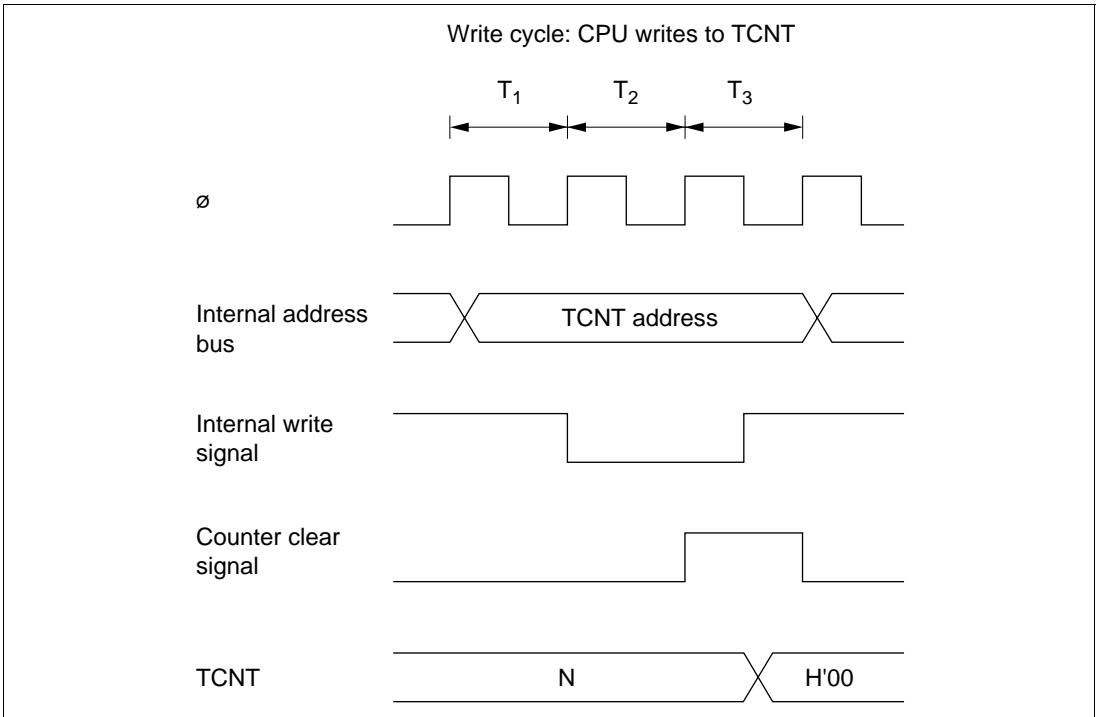 Write cycle: CPU writes to TCNT
T1 T2 T3
ø
Internal address
bus
TCNT address
Internal write
signal
Counter clear
signal
TCNT
N
H'00